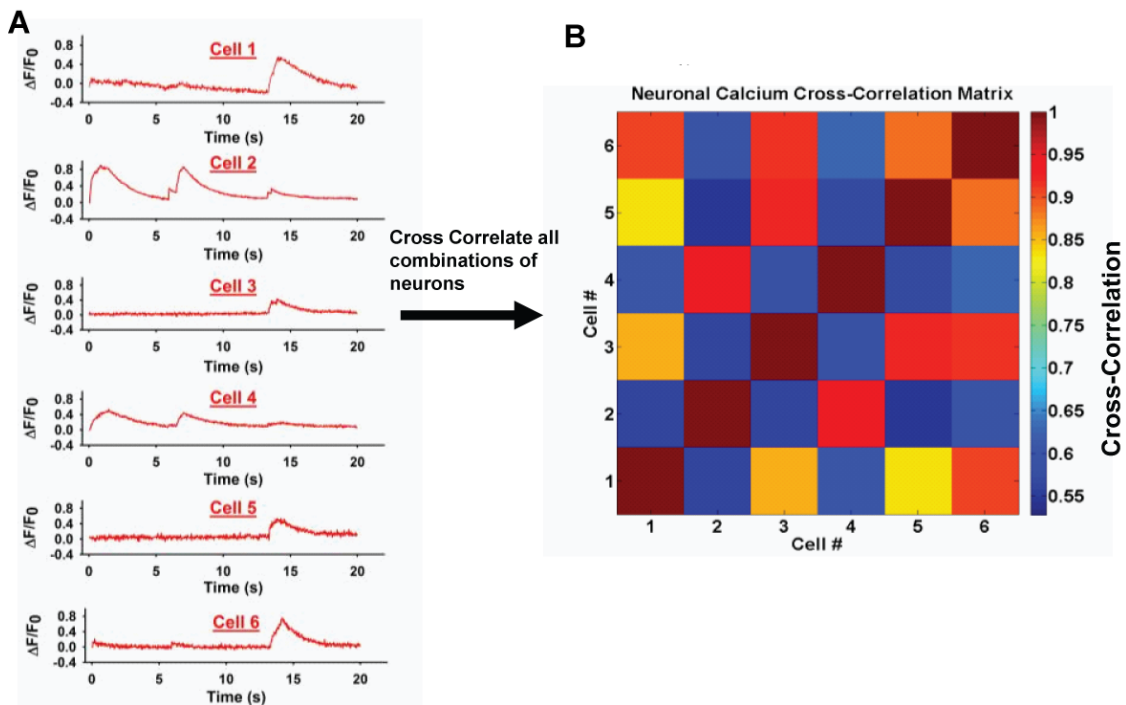 A
Cell 1
ΔF/F0
0.8
0.4
0.0
-0.4
0 5 10 15 20
Time (s)
Cell 2
ΔF/F0
0.8
0.4
0.0
-0.4
0 5 10 15 20
Time (s)
Cell 3
ΔF/F0
0.8
0.4
0.0
-0.4
0 5 10 15 20
Time (s)
Cell 4
ΔF/F0
0.8
0.4
0.0
-0.4
0 5 10 15 20
Time (s)
Cell 5
ΔF/F0
0.8
0.4
0.0
-0.4
0 5 10 15 20
Time (s)
Cell 6
ΔF/F0
0.8
0.4
0.0
-0.4
0 5 10 15 20
Time (s)
Cross Correlate all
combinations of
neurons
B
Neuronal Calcium Cross-Correlation Matrix
Cell #
6
5
4
3
2
1
1 2 3 4 5 6
Cell #
1
0.95
0.9
0.85
0.8
0.75
0.7
0.65
0.6
0.55
Cross-Correlation